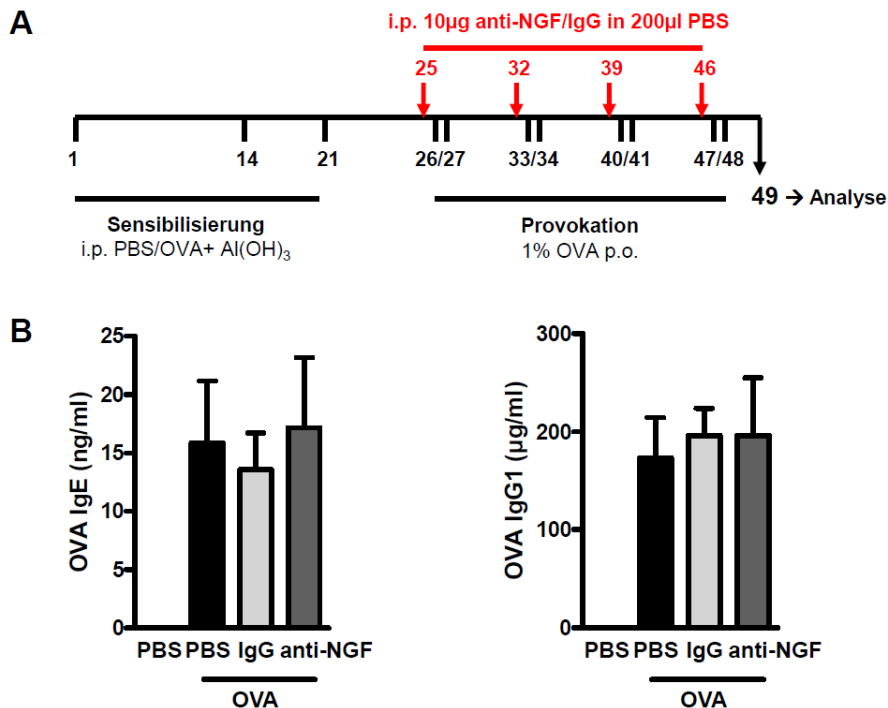 A
i.p. 10µg anti-NGF/IgG in 200µl PBS
25 32 39 46
1 14 21 26/27 33/34 40/41 47/48
49 → Analyse
Sensibilisierung
i.p. PBS/OVA+ Al(OH)₃
Provokation
1% OVA p.o.
B
OVA IgE (ng/ml)
25
20
15
10
5
0
PBS PBS IgG anti-NGF
OVA
OVA IgG1 (µg/ml)
300
200
100
0
PBS PBS IgG anti-NGF
OVA